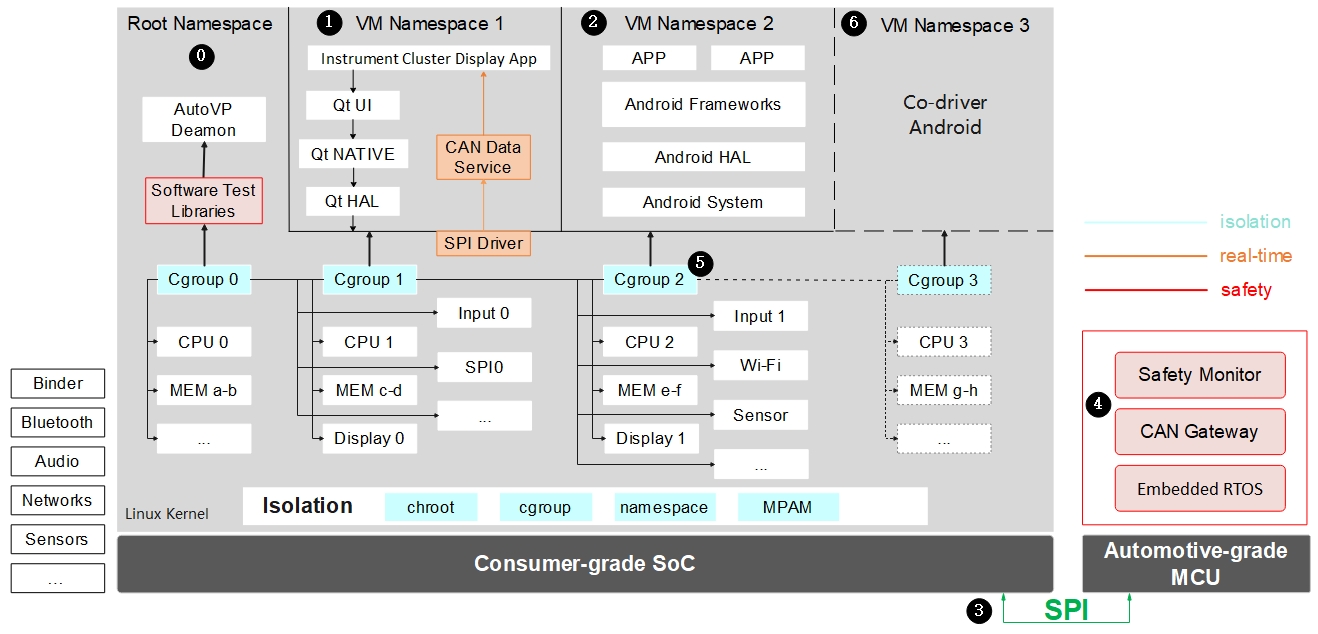 Root Namespace
0
AutoVP
Deamon
Software Test
Libraries
1
VM Namespace 1
Instrument Cluster Display App
Qt UI
Qt NATIVE
Qt HAL
CAN Data
Service
SPI Driver
2
VM Namespace 2
APP
APP
Android Frameworks
Android HAL
Android System
6
VM Namespace 3
Co-driver
Android
isolation
real-time
safety
Cgroup 0
CPU 0
MEM a-b
...
Cgroup 1
CPU 1
MEM c-d
Display 0
Input 0
SPI0
...
Cgroup 2
5
CPU 2
MEM e-f
Display 1
Input 1
Wi-Fi
Sensor
...
Cgroup 3
CPU 3
MEM g-h
...
Binder
Bluetooth
Audio
Networks
Sensors
...
Linux Kernel
Isolation
chroot
cgroup
namespace
MPAM
Consumer-grade SoC
4
Safety Monitor
CAN Gateway
Embedded RTOS
Automotive-grade
MCU
3
SPI